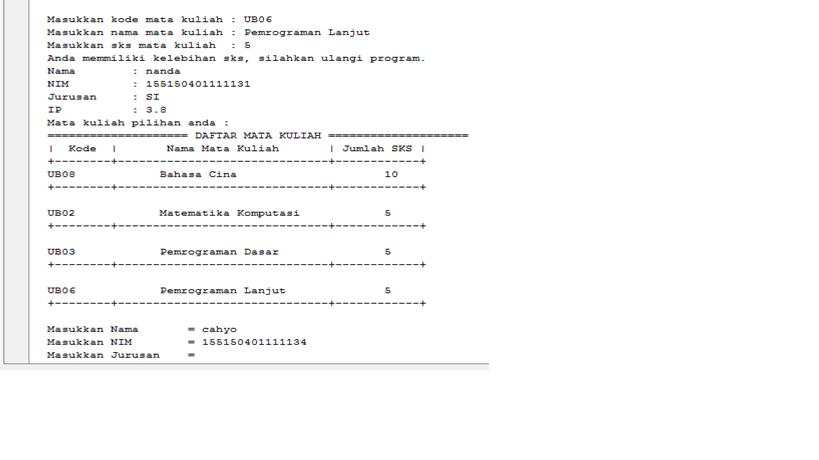 Masukkan kode mata kuliah : UB06
Masukkan nama mata kuliah : Pemrograman Lanjut
Masukkan sks mata kuliah  : 5
Anda memmiliki kelebihan sks, silahkan ulangi program.
Nama        : nanda
NIM         : 155150401111131
Jurusan     : SI
IP          : 3.8
Mata kuliah pilihan anda :
==================== DAFTAR MATA KULIAH ====================
|  Kode  |       Nama Mata Kuliah       | Jumlah SKS |
+--------+------------------------------+------------+
UB08            Bahasa Cina                     10
+--------+------------------------------+------------+
UB02            Matematika Komputasi            5
+--------+------------------------------+------------+
UB03            Pemrograman Dasar               5
+--------+------------------------------+------------+
UB06            Pemrograman Lanjut              5
+--------+------------------------------+------------+
Masukkan Nama       = cahyo
Masukkan NIM        = 155150401111134
Masukkan Jurusan    =